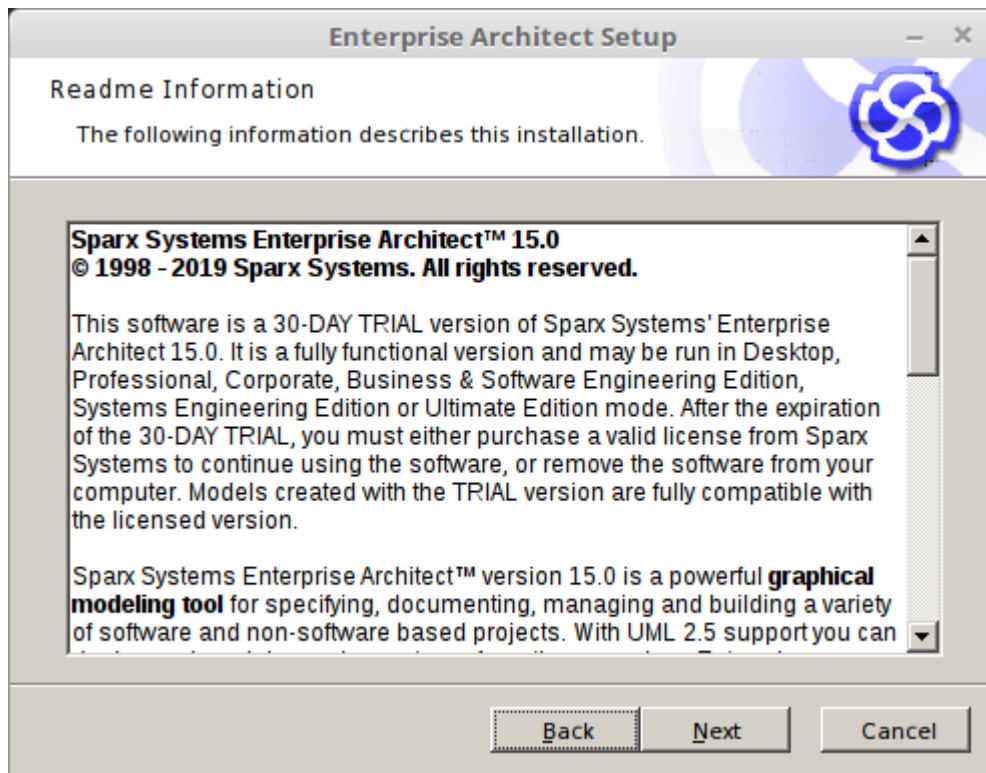 Enterprise Architect Setup
Readme Information
The following information describes this installation.
Sparx Systems Enterprise Architect™ 15.0
© 1998 - 2019 Sparx Systems. All rights reserved.
This software is a 30-DAY TRIAL version of Sparx Systems' Enterprise
Architect 15.0. It is a fully functional version and may be run in Desktop,
Professional, Corporate, Business & Software Engineering Edition,
Systems Engineering Edition or Ultimate Edition mode. After the expiration
of the 30-DAY TRIAL, you must either purchase a valid license from Sparx
Systems to continue using the software, or remove the software from your
computer. Models created with the TRIAL version are fully compatible with
the licensed version.
Sparx Systems Enterprise Architect™ version 15.0 is a powerful graphical
modeling tool for specifying, documenting, managing and building a variety
of software and non-software based projects. With UML 2.5 support you can
Back Next Cancel